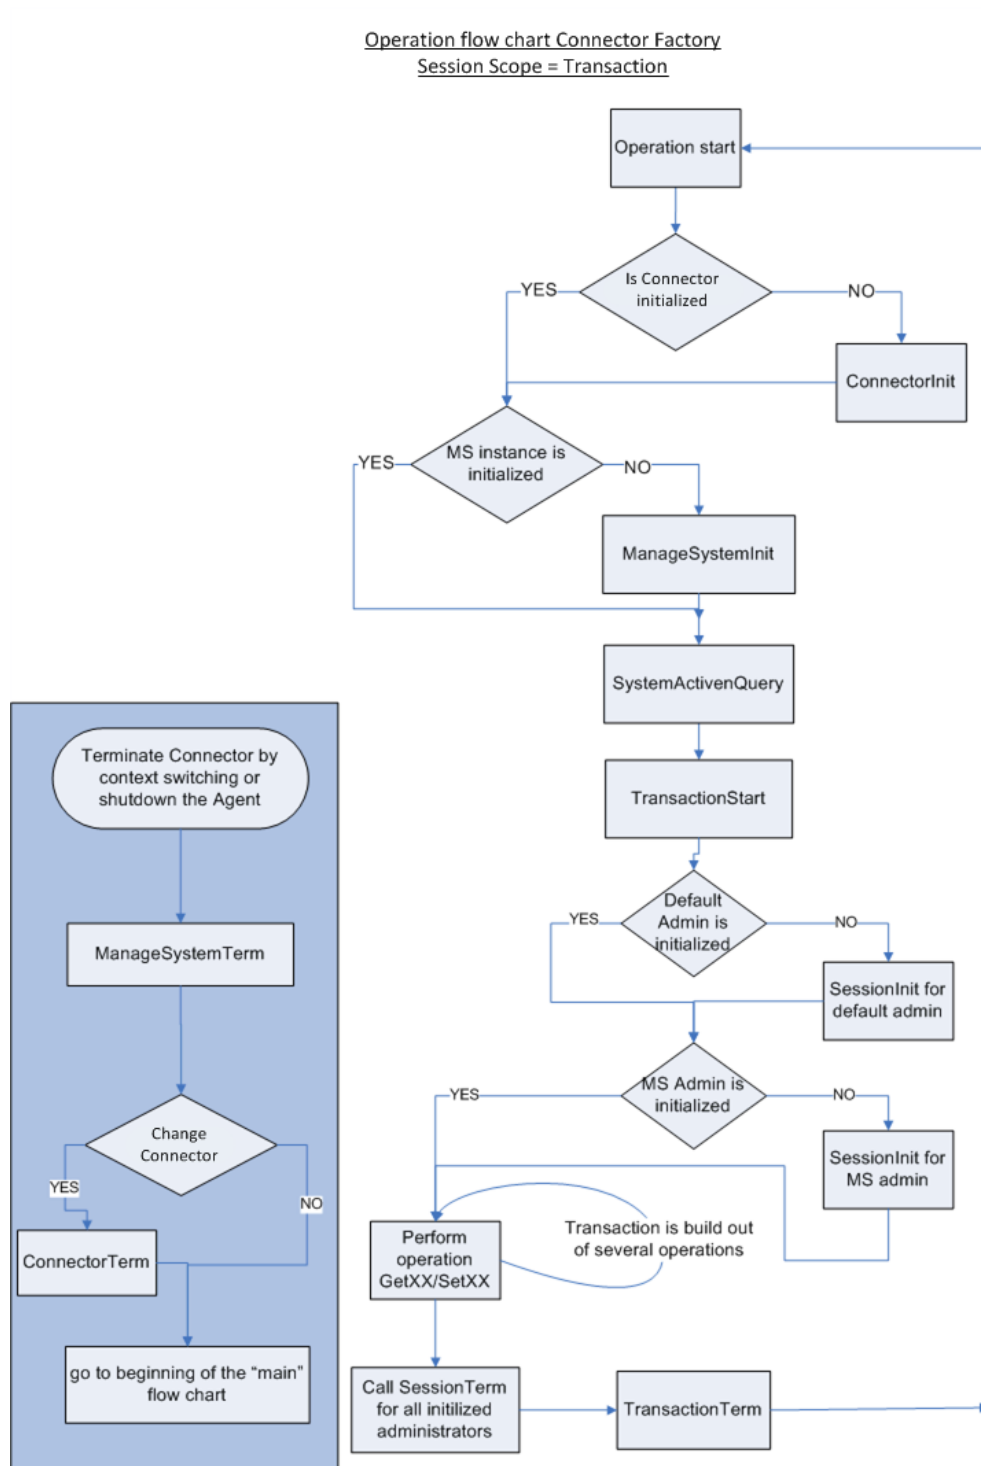 Operation flow chart Connector Factory
Session Scope = Transaction
Operation start
Is Connector
initialized
YES
NO
ConnectorInit
MS instance is
initialized
YES
NO
ManageSystemInit
SystemActivenQuery
TransactionStart
Default
Admin is
initialized
YES
NO
SessionInit for
default admin
MS Admin is
initialized
YES
NO
SessionInit for
MS admin
Perform
operation
GetXX/SetXX
Transaction is build out
of several operations
Call SessionTerm
for all initilized
administrators
TransactionTerm
Terminate Connector by
context switching or
shutdown the Agent
ManageSystemTerm
Change
Connector
YES
NO
ConnectorTerm
go to beginning of the “main”
flow chart